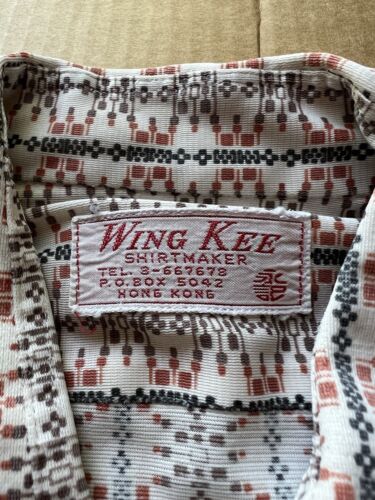 WING KEE
SHIRTMAKER
TEL. 3-667678
P.O.BOX 5042
HONG KONG